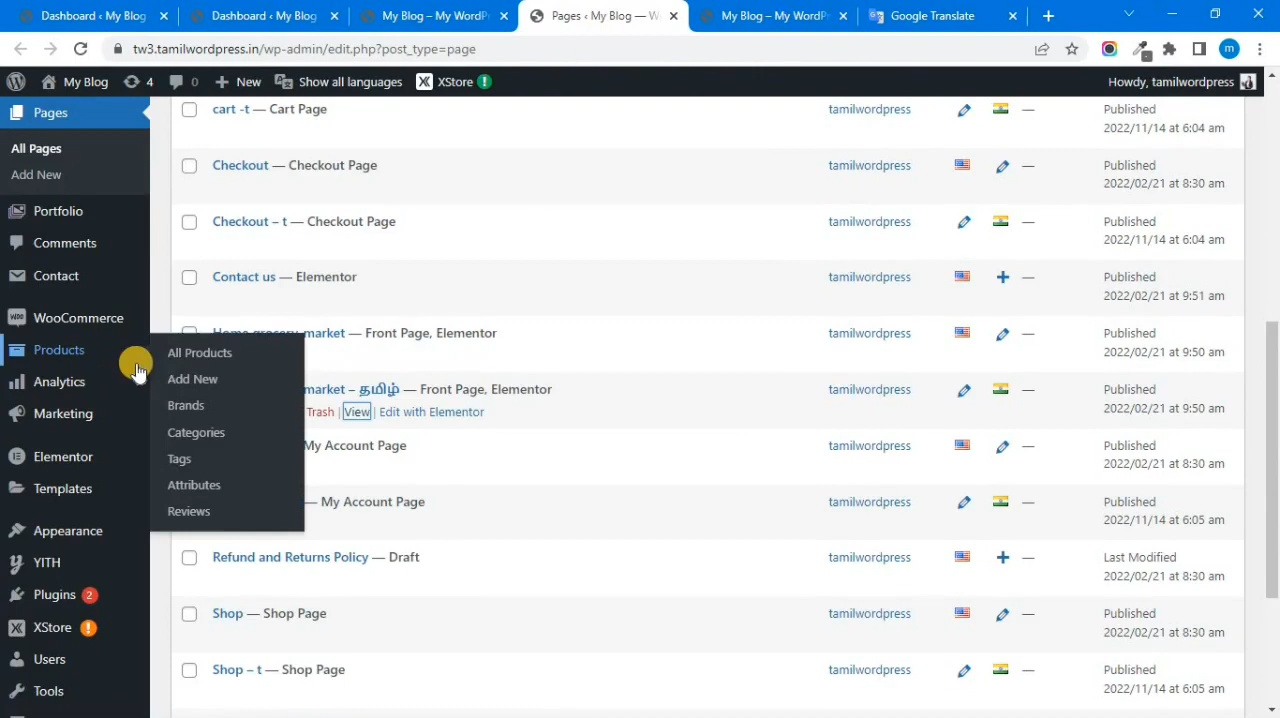 Dashboard ‹ My Blog
Dashboard ‹ My Blog
My Blog – My WordP
Pages ‹ My Blog — W
My Blog – My WordP
Google Translate
tw3.tamilwordpress.in/wp-admin/edit.php?post_type=page
m
My Blog
4
0
New
Show all languages
XStore
Howdy, tamilwordpress
Pages
All Pages
Add New
Portfolio
Comments
Contact
WooCommerce
Products
Analytics
Marketing
Elementor
Templates
Appearance
YITH
Plugins 2
XStore
Users
Tools
All Products
Add New
Brands
Categories
Tags
Attributes
Reviews
cart -t — Cart Page
tamilwordpress
—
Published
2022/11/14 at 6:04 am
Checkout — Checkout Page
tamilwordpress
—
Published
2022/02/21 at 8:30 am
Checkout – t — Checkout Page
tamilwordpress
—
Published
2022/11/14 at 6:04 am
Contact us — Elementor
tamilwordpress
—
Published
2022/02/21 at 9:51 am
Home grocery market — Front Page, Elementor
tamilwordpress
—
Published
2022/02/21 at 9:50 am
market – தமிழ் — Front Page, Elementor
Trash | View | Edit with Elementor
tamilwordpress
—
Published
2022/02/21 at 9:50 am
My Account Page
tamilwordpress
—
Published
2022/02/21 at 8:30 am
— My Account Page
tamilwordpress
—
Published
2022/11/14 at 6:05 am
Refund and Returns Policy — Draft
tamilwordpress
—
Last Modified
2022/02/21 at 8:30 am
Shop — Shop Page
tamilwordpress
—
Published
2022/02/21 at 8:30 am
Shop – t — Shop Page
tamilwordpress
—
Published
2022/11/14 at 6:05 am